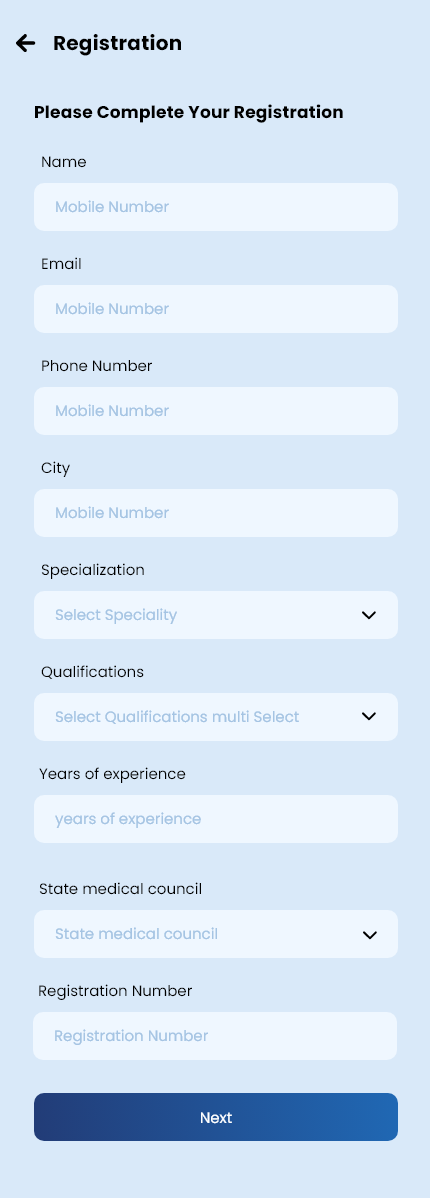 Registration
Please Complete Your Registration
Name
Mobile Number
Email
Mobile Number
Phone Number
Mobile Number
City
Mobile Number
Specialization
Select Speciality
Qualifications
Select Qualifications multi Select
Years of experience
years of experience
State medical council
State medical council
Registration Number
Registration Number
Next